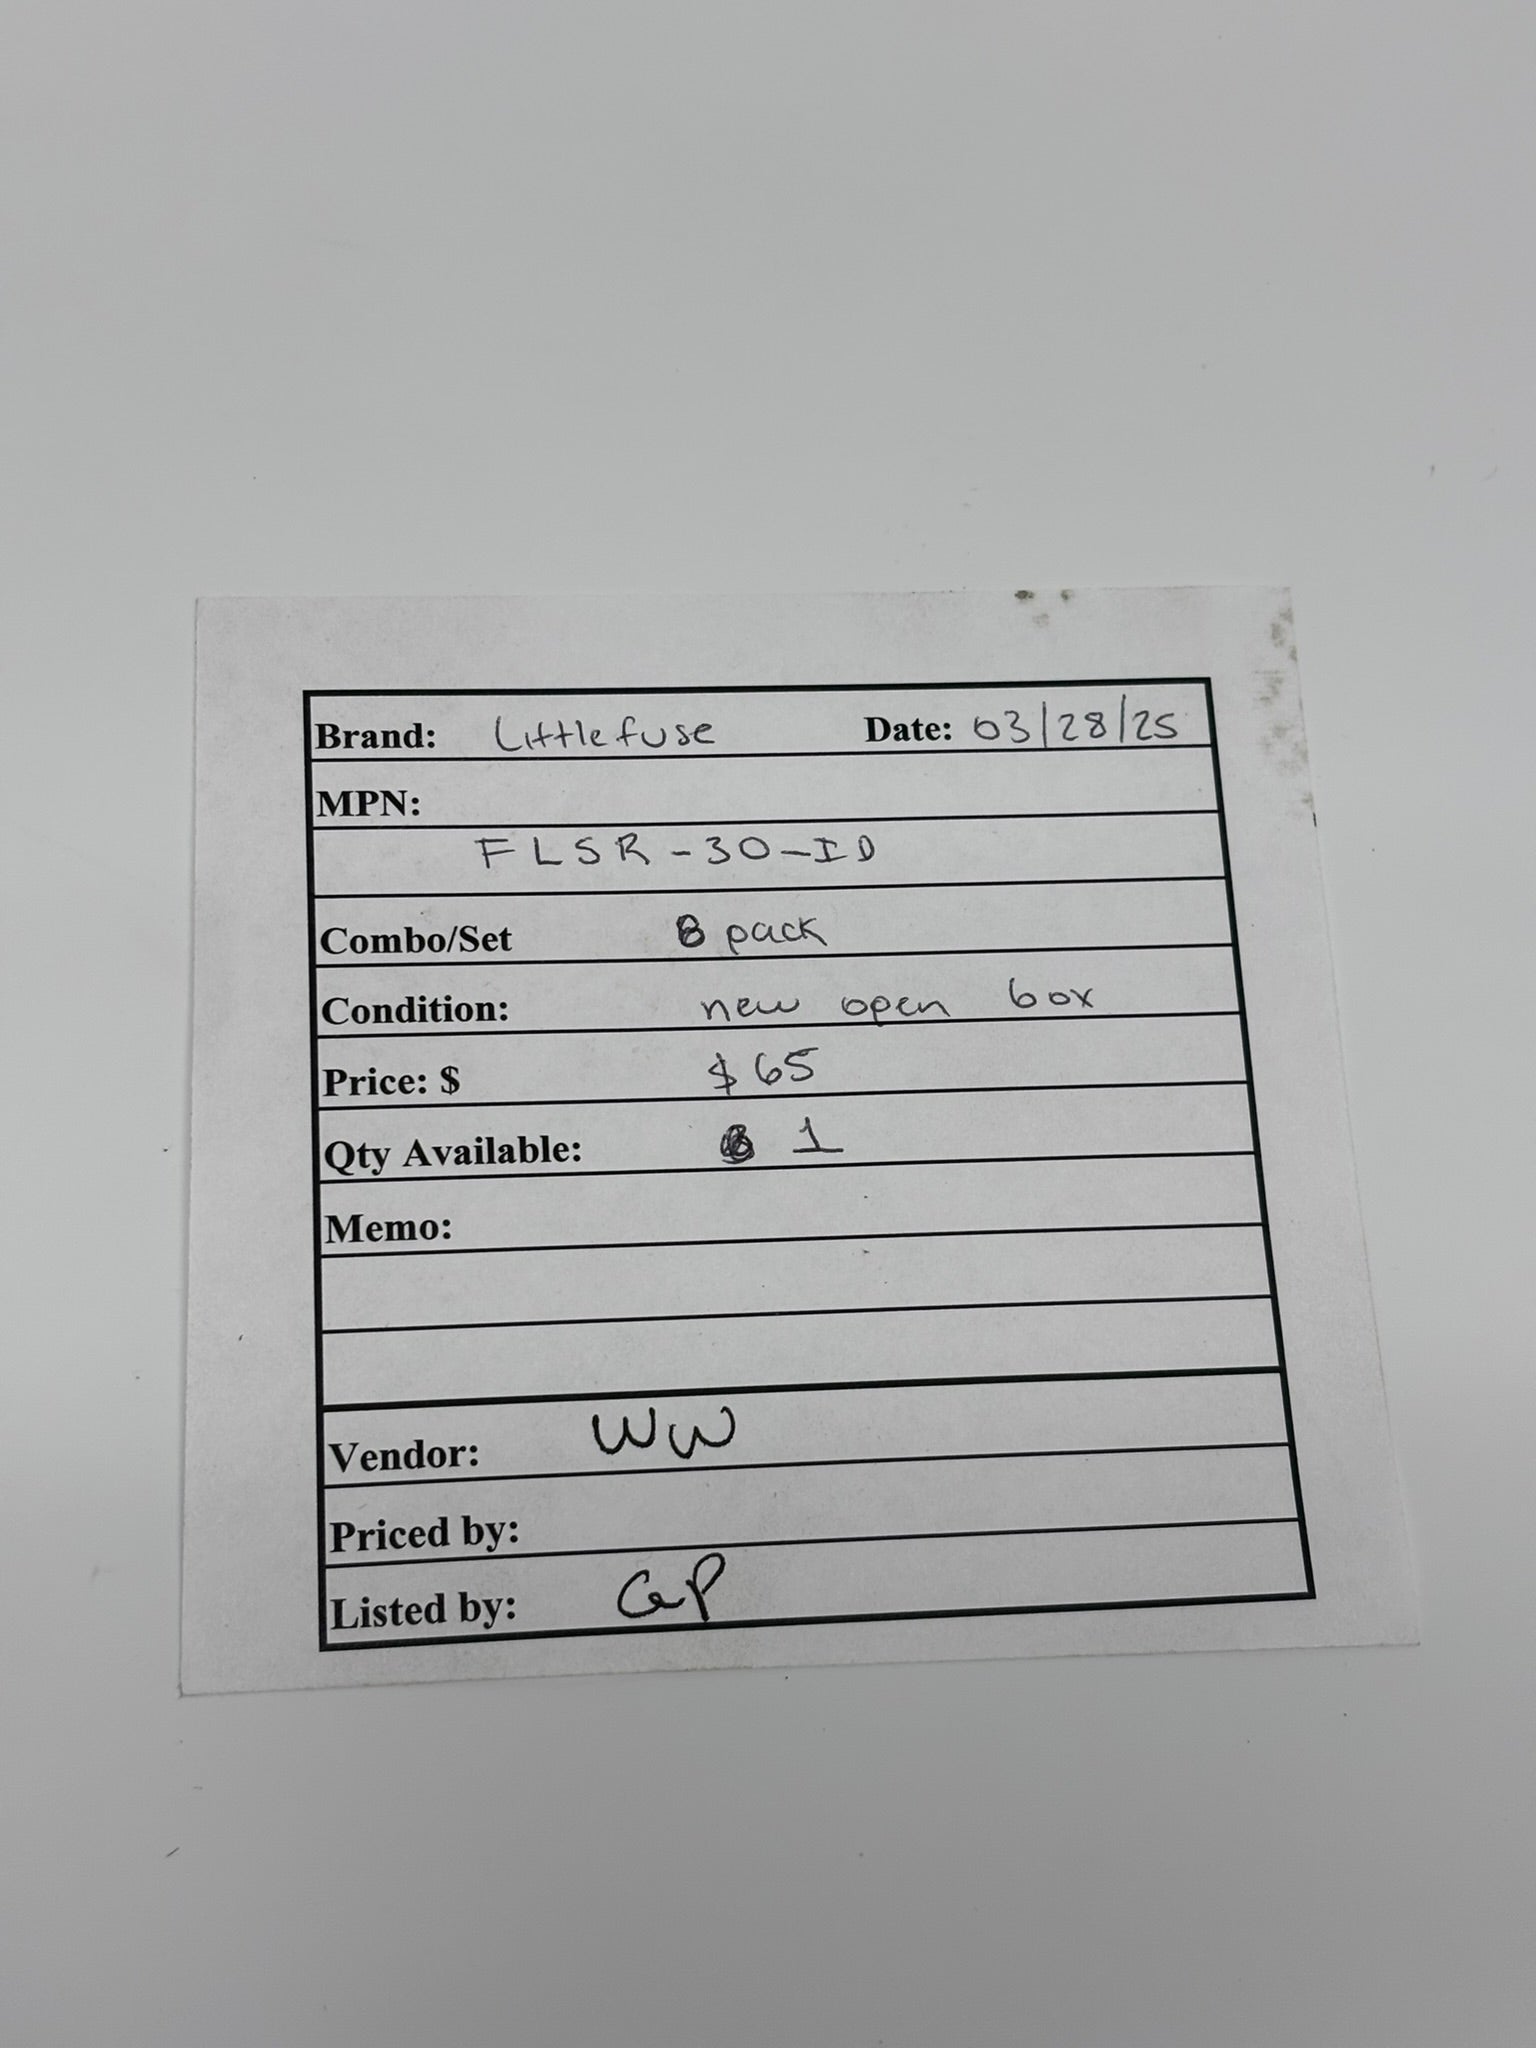 Brand: Littlefuse Date: 03/28/25
MPN:
FLSR-30-ID
Combo/Set 8 pack
Condition: new open box
Price: $ $65
Qty Available: 1
Memo:
Vendor: WW
Priced by:
Listed by: GP